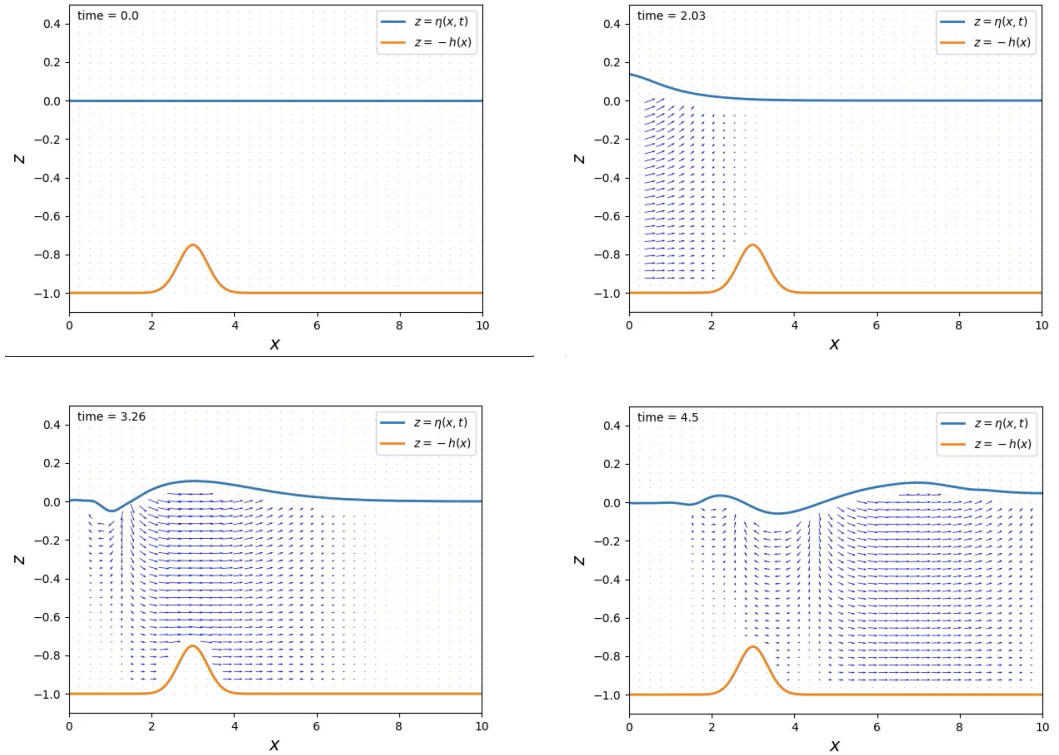 time = 0.0
z = η(x, t)
z = −h(x)
0.4
0.2
0.0
−0.2
−0.4
−0.6
−0.8
−1.0
z
0 2 4 6 8 10
x
time = 2.03
z = η(x, t)
z = −h(x)
0.4
0.2
0.0
−0.2
−0.4
−0.6
−0.8
−1.0
z
0 2 4 6 8 10
x
time = 3.26
z = η(x, t)
z = −h(x)
0.4
0.2
0.0
−0.2
−0.4
−0.6
−0.8
−1.0
z
0 2 4 6 8 10
x
time = 4.5
z = η(x, t)
z = −h(x)
0.4
0.2
0.0
−0.2
−0.4
−0.6
−0.8
−1.0
z
0 2 4 6 8 10
x